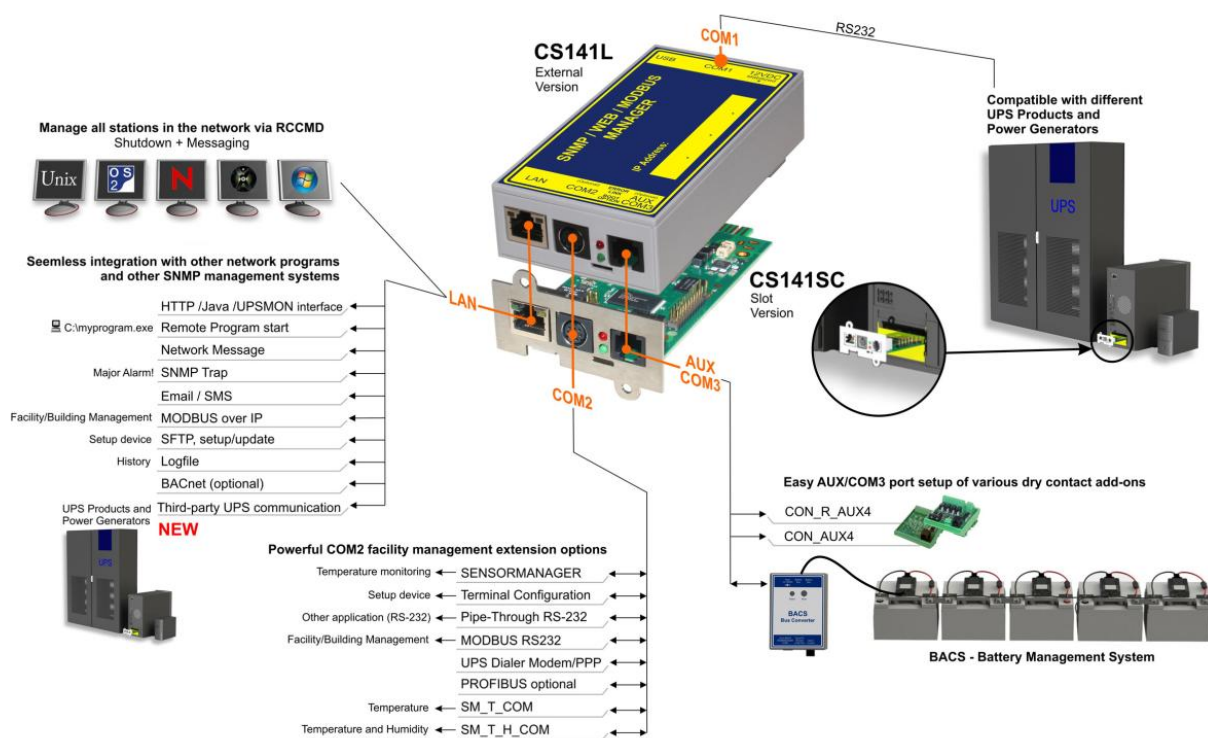 COM1
RS232
CS141L
External
Version
USB
COM1
12VDC
SNMP / WEB / MODBUS
MANAGER
IP Address:
LAN
COM2
ERROR
LINK
AUX
COM3
Compatible with different
UPS Products and
Power Generators
UPS
Manage all stations in the network via RCCMD
Shutdown + Messaging
Unix
OS
2
N
Seemless integration with other network programs
and other SNMP management systems
HTTP /Java /UPSMON interface
C:\myprogram.exe Remote Program start
Network Message
Major Alarm! SNMP Trap
Email / SMS
Facility/Building Management MODBUS over IP
Setup device SFTP, setup/update
History Logfile
BACnet (optional)
UPS Products and
Power Generators
Third-party UPS communication
NEW
UPS
LAN
CS141SC
Slot
Version
AUX
COM3
COM2
Powerful COM2 facility management extension options
Temperature monitoring SENSORMANAGER
Setup device Terminal Configuration
Other application (RS-232) Pipe-Through RS-232
Facility/Building Management MODBUS RS232
UPS Dialer Modem/PPP
PROFIBUS optional
Temperature SM_T_COM
Temperature and Humidity SM_T_H_COM
Easy AUX/COM3 port setup of various dry contact add-ons
CON_R_AUX4
CON_AUX4
BACS
Bus Converter
BACS - Battery Management System